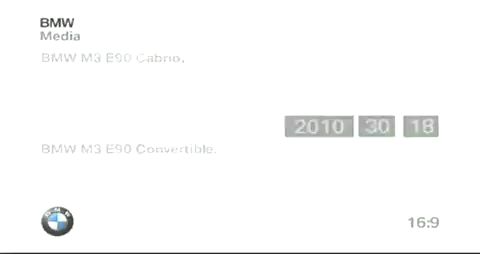 BMW
Media
BMW M3 E90 Cabrio.
2010 30 18
BMW M3 E90 Convertible.
16:9